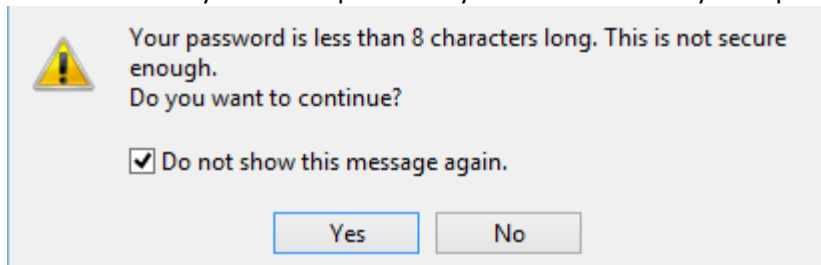 Your password is less than 8 characters long. This is not secure
enough.
Do you want to continue?
Do not show this message again.
Yes
No